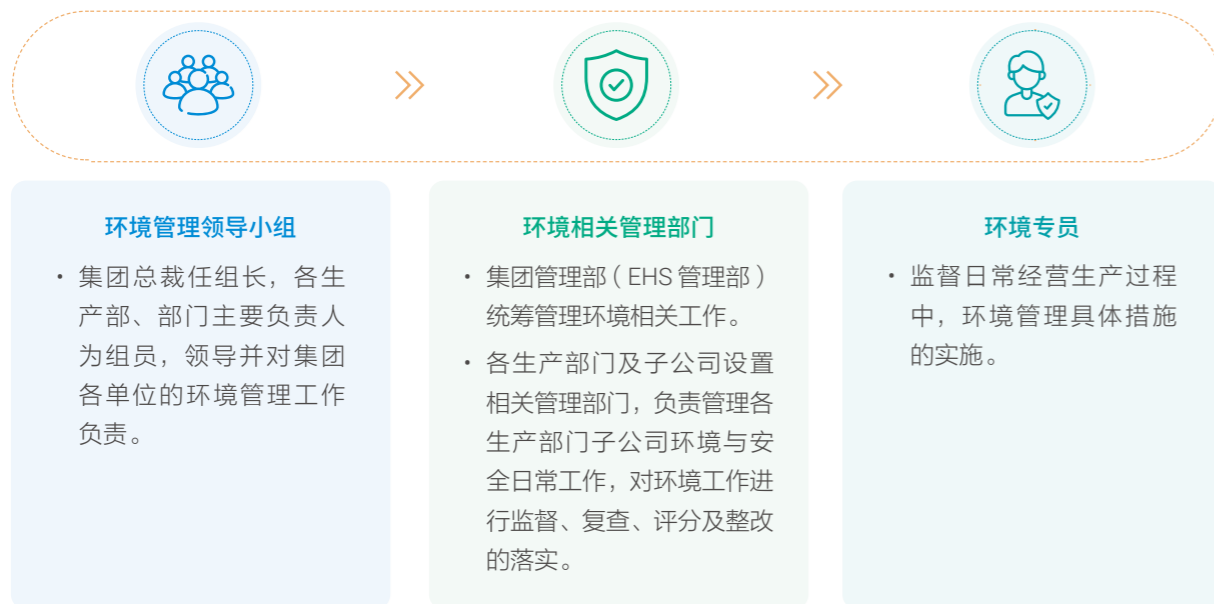 环境管理领导小组
· 集团总裁任组长，各生
产部、部门主要负责人
为组员，领导并对集团
各单位的环境管理工作
负责。
环境相关管理部门
· 集团管理部（EHS 管理部）
统筹管理环境相关工作。
· 各生产部门及子公司设置
相关管理部门，负责管理各
生产部门子公司环境与安
全日常工作，对环境工作进
行监督、复查、评分及整改
的落实。
环境专员
· 监督日常经营生产过程
中，环境管理具体措施
的实施。